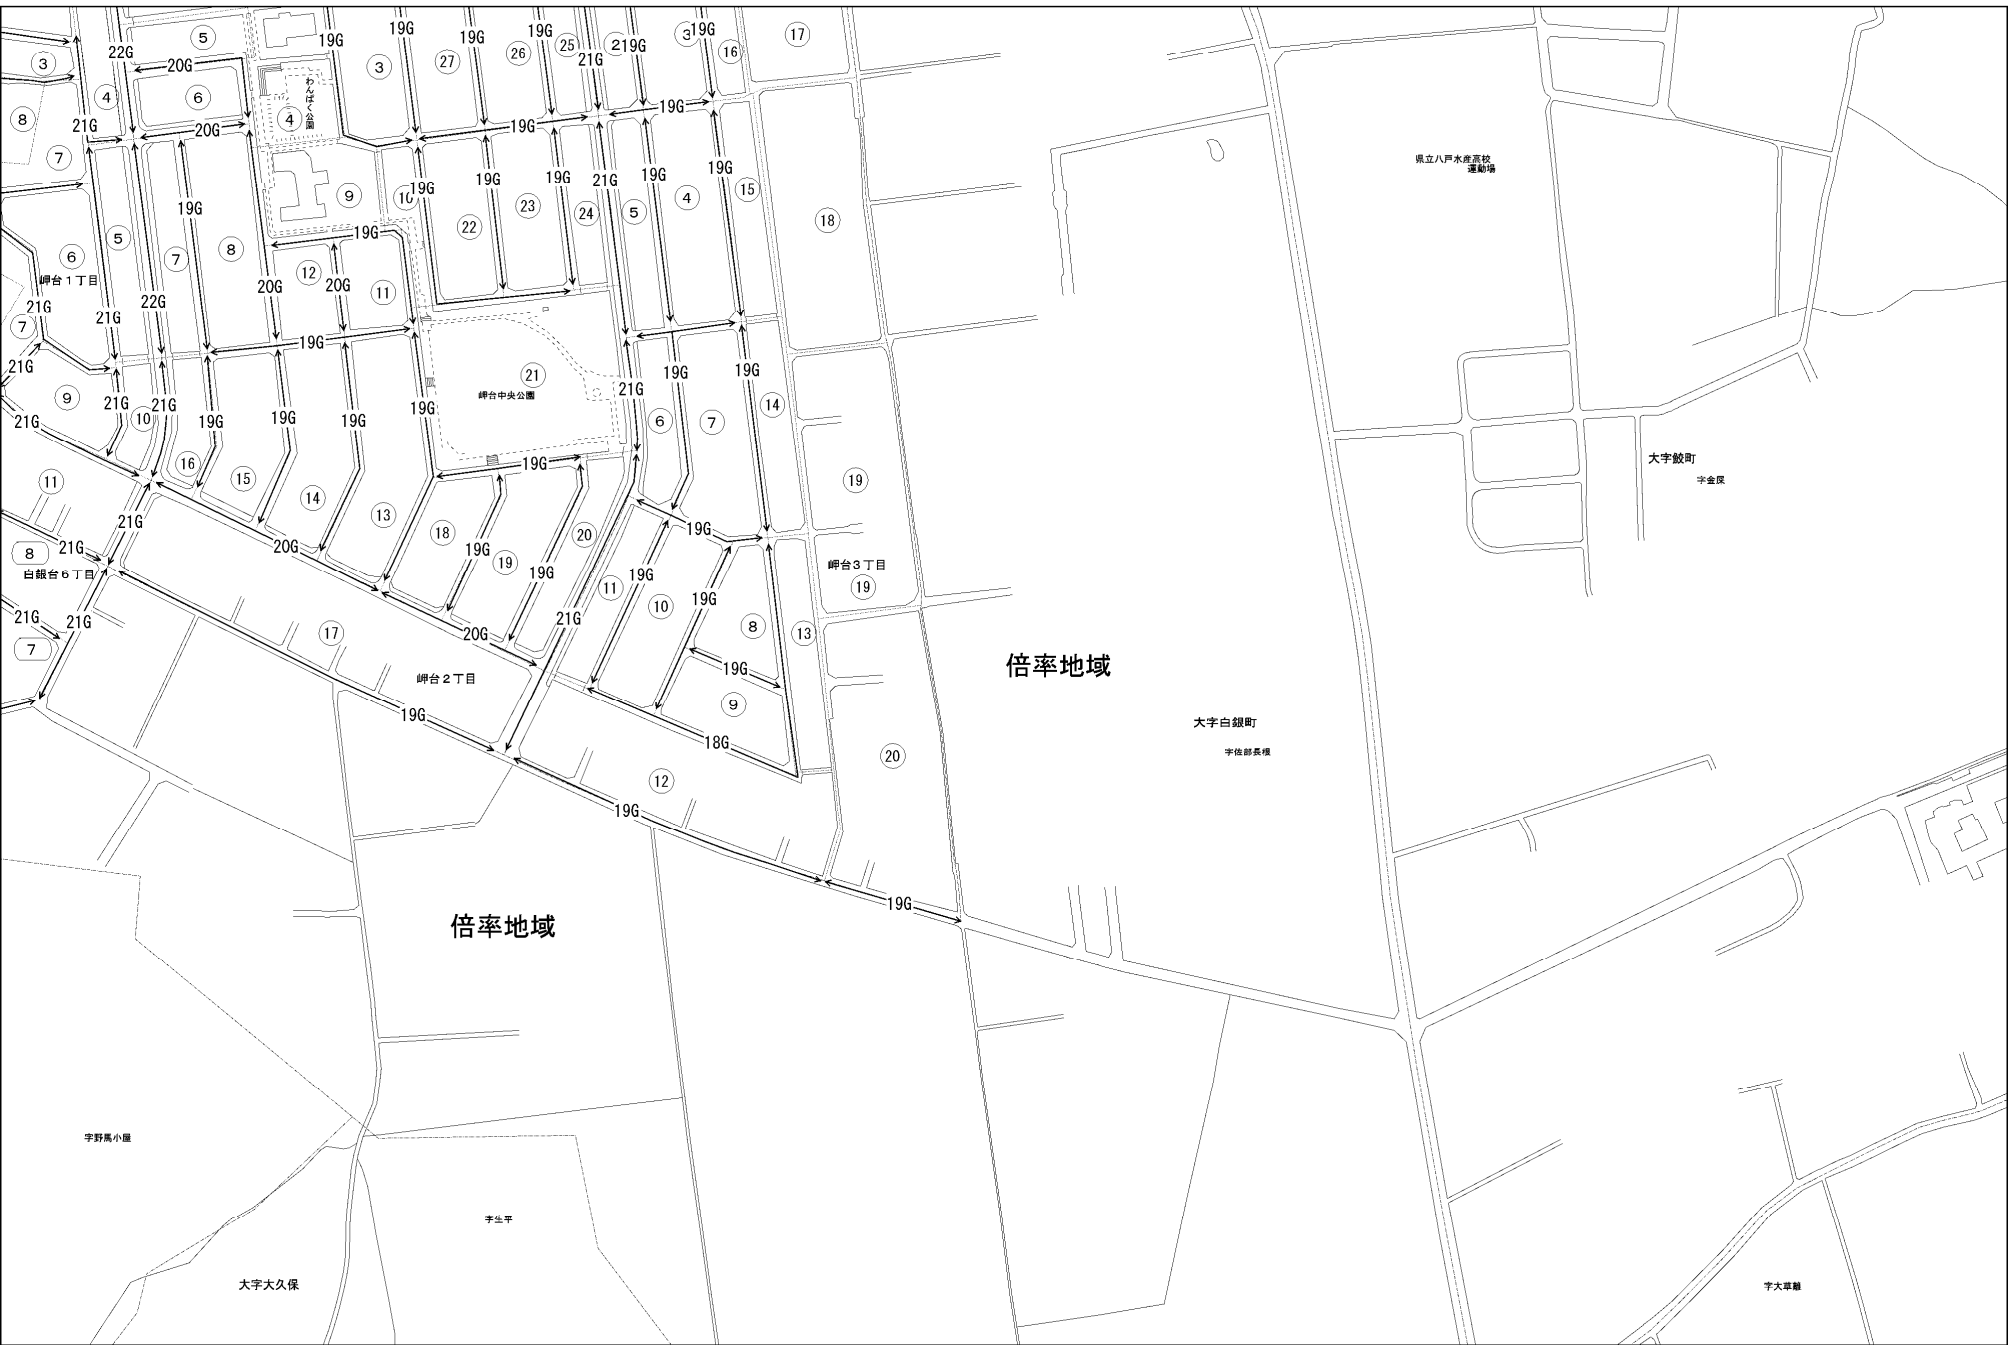 19G
19G
19G
19G
25
2
19G
3
19G
17
5
22G
26
27
16
21G
3
20G
3
6
4
わんぱく公園
4
19G
8
21G
20G
19G
県立八戸水産高校
運動場
7
19G
19G
19G
21G
19G
19G
15
9
10
4
19G
23
24
5
18
5
22
19G
7
8
6
12
岬台1丁目
20G
20G
11
22G
21G
21G
7
19G
21G
21
19G
19G
岬台中央公園
21G
9
21G
21G
19G
14
10
21G
19G
19G
19G
19G
6
7
大字鮫町
16
19G
15
11
14
19
字金屎
13
21G
18
20
19G
20G
21G
19G
8
白銀台6丁目
19
19G
岬台3丁目
19G
11
19
10
19G
21G
21G
21G
17
20G
8
13
7
倍率地域
19G
岬台2丁目
9
19G
18G
大字白銀町
字佐部長根
20
12
19G
19G
倍率地域
字野馬小屋
字生平
大字大久保
字大草離